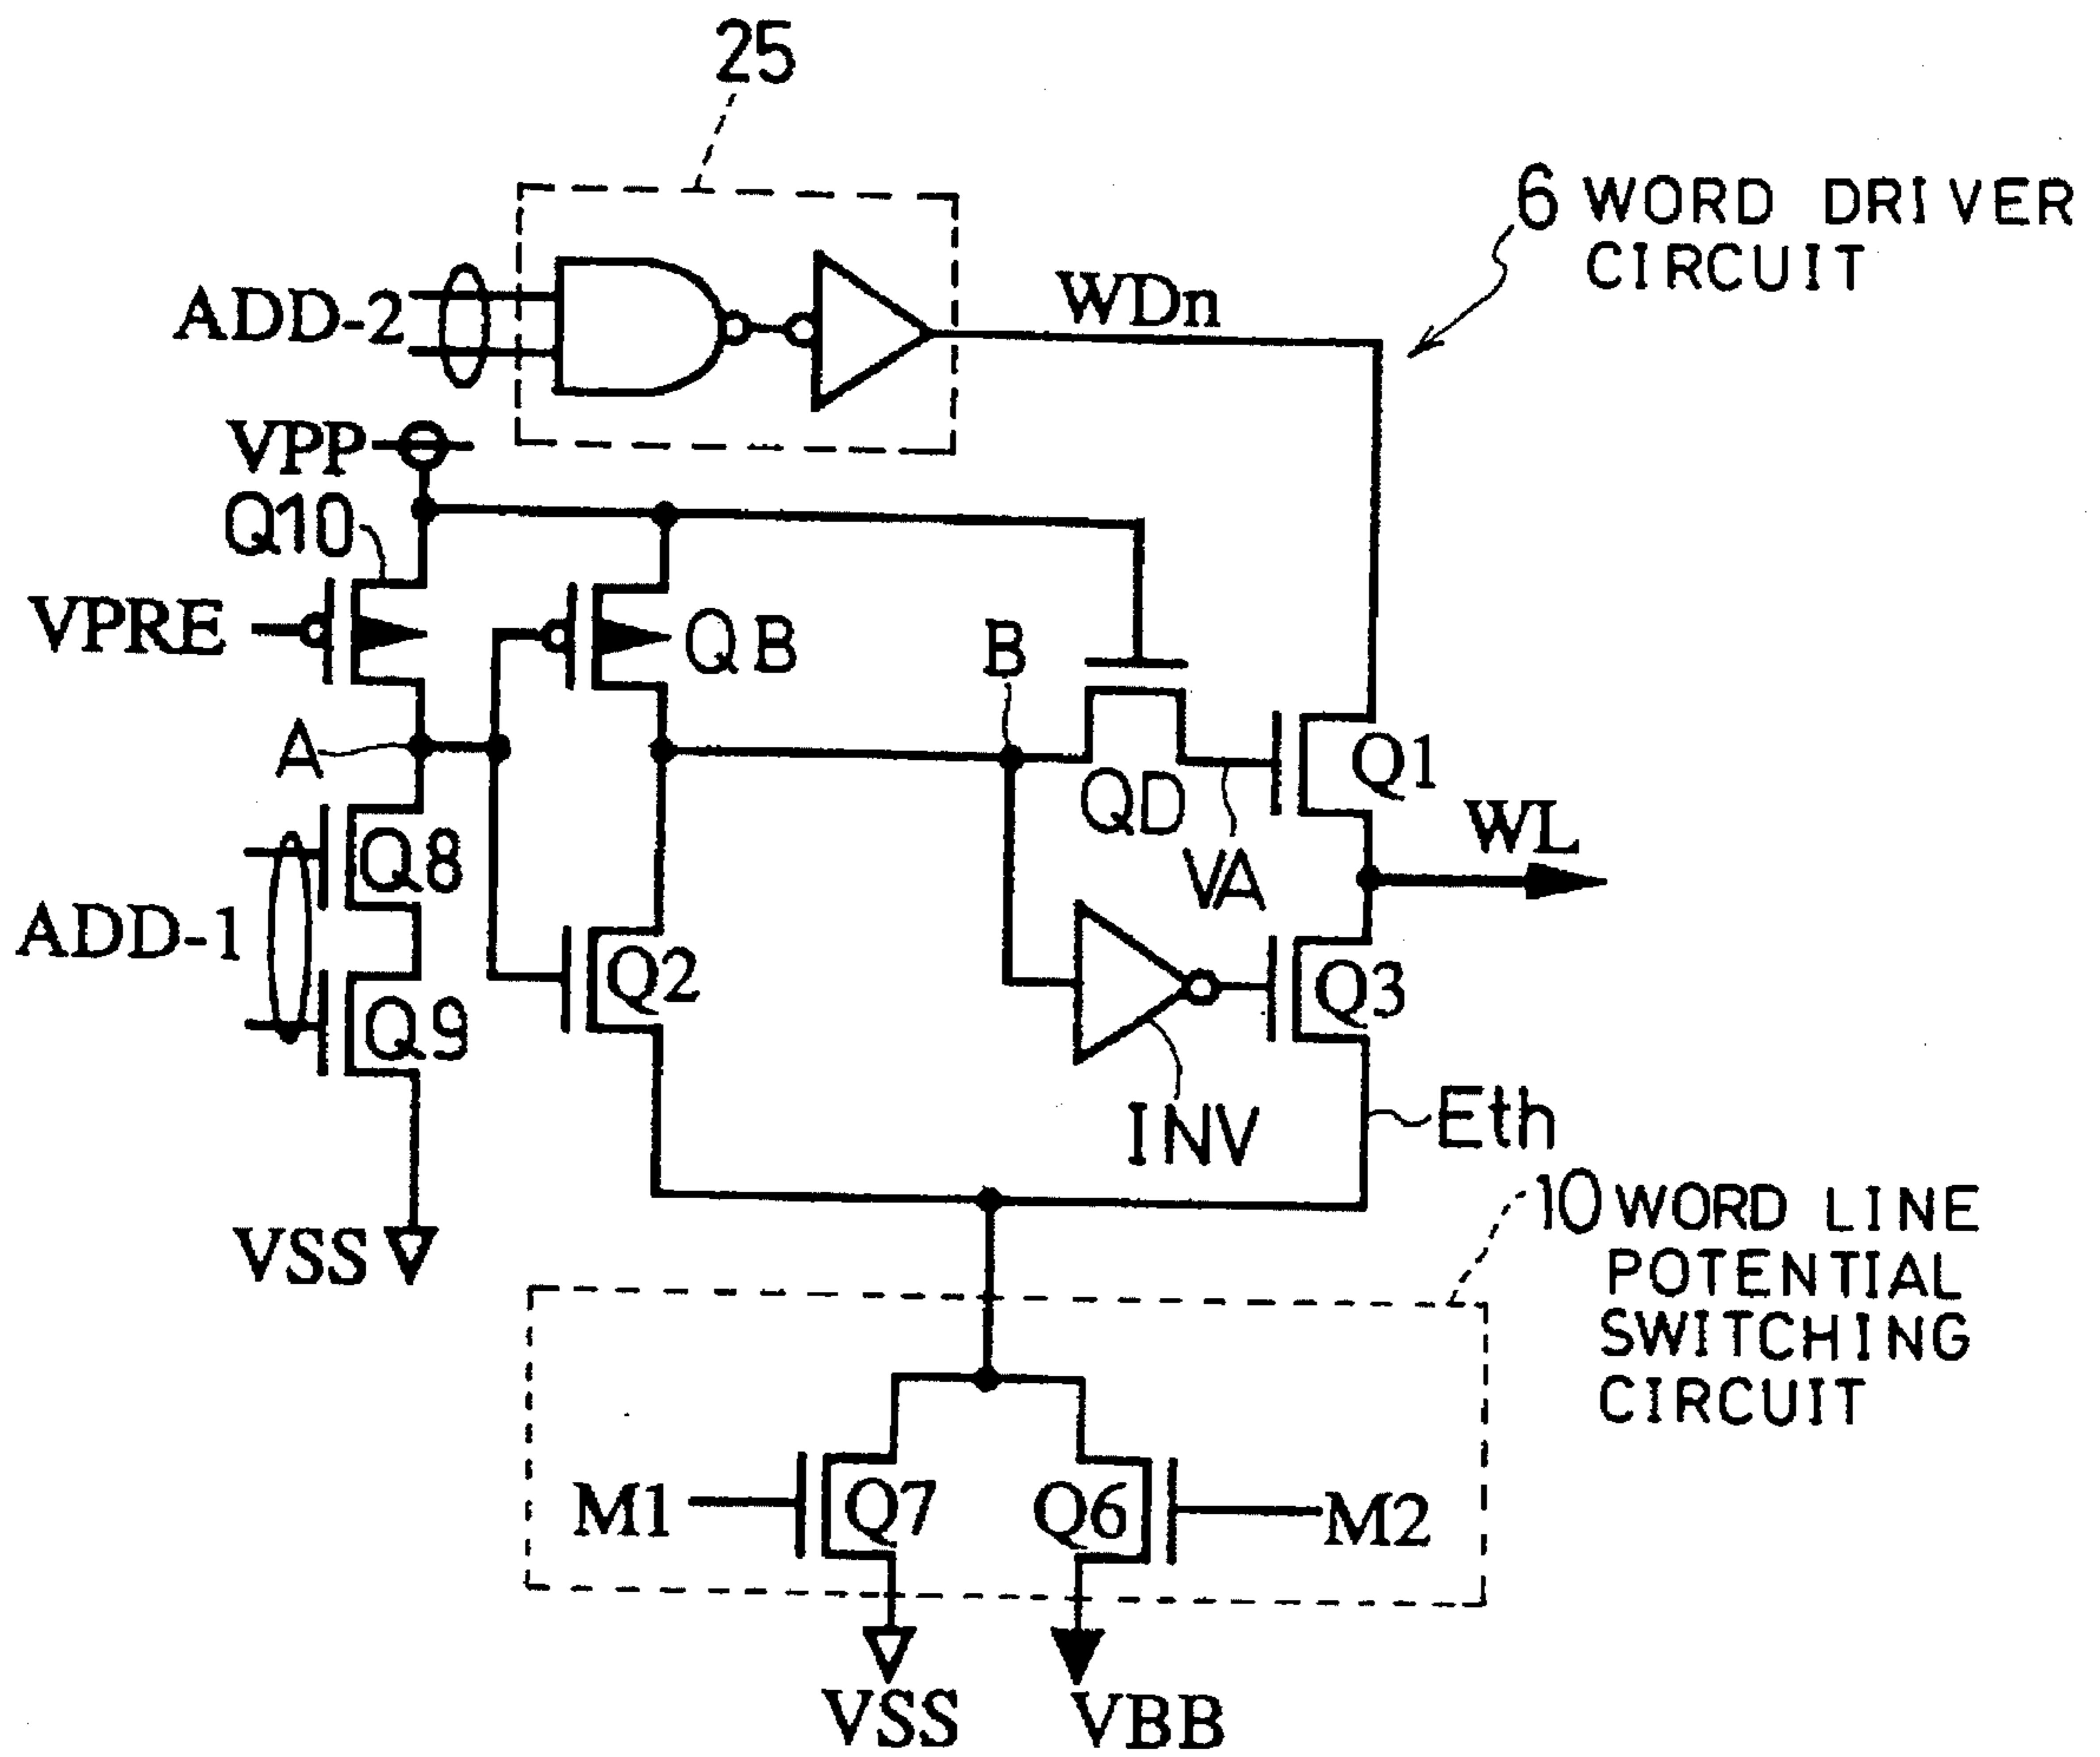 25
6 WORD DRIVER
CIRCUIT
ADD-2
WDn
VPP
Q10
VPRE
QB
B
A
Q1
QD
WL
Q8
VA
ADD-1
Q2
Q3
Q9
INV
Eth
10 WORD LINE
POTENTIAL
SWITCHING
CIRCUIT
VSS
M1
Q7
Q6
M2
VSS
VBB